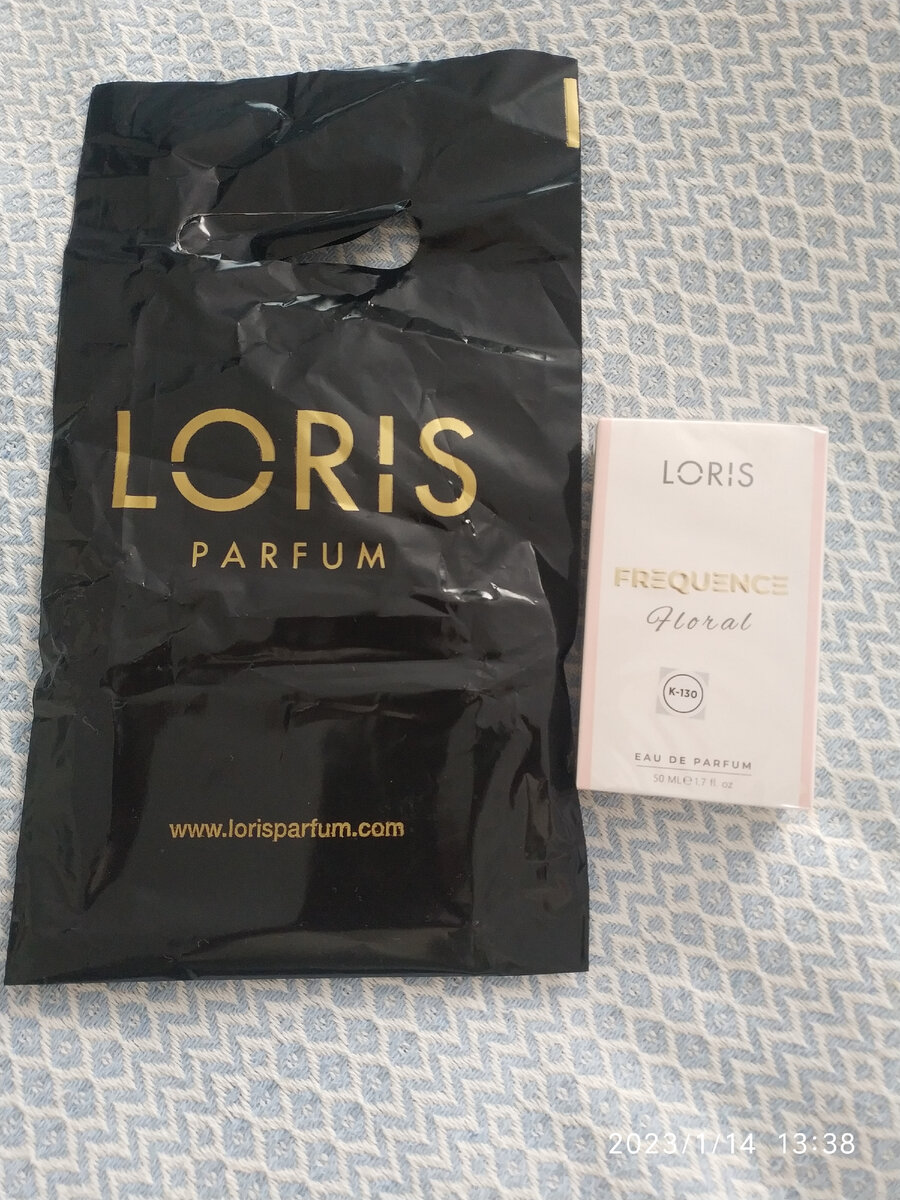 LORIS
PARFUM
www.lorisparfum.com
LORIS
FREQUENCE
Floral
K-130
EAU DE PARFUM
50 ML℮1.7 fl. oz
2023/1/14 13:38